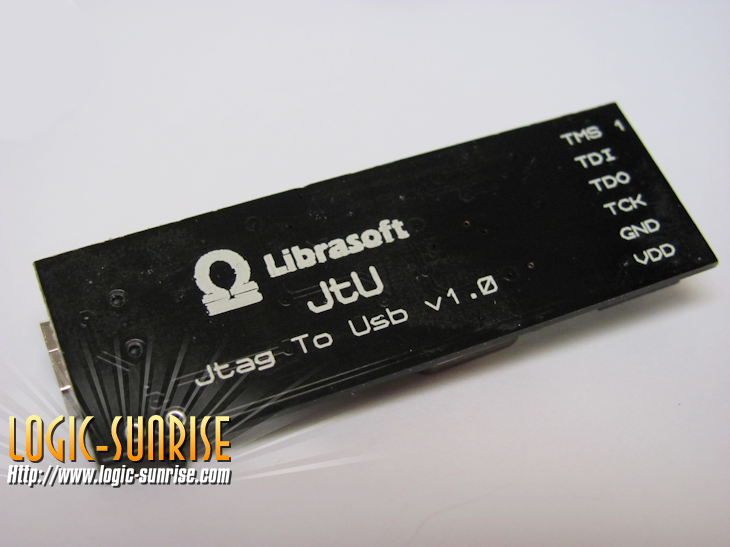 TMS 1
TDI
TDO
TCK
GND
VDD
Librasoft
JtU
Jtag To Usb v1.0
LOGIC-SUNRISE
Http://www.logic-sunrise.com